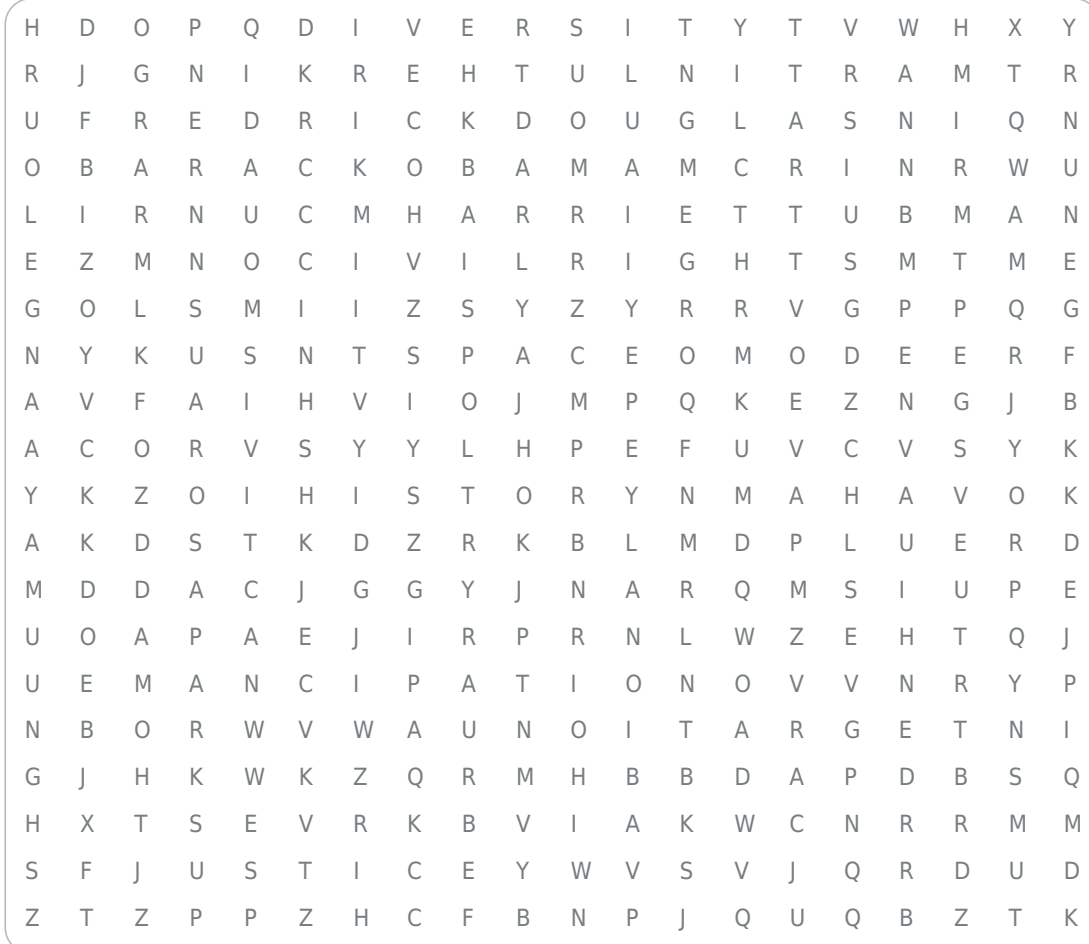 H D O P Q D I V E R S I T Y T V W H X Y
R J G N I K R E H T U L N I T R A M T R
U F R E D R I C K D O U G L A S N I Q N
O B A R A C K O B A M A M C R I N R W U
L I R N U C M H A R R I E T T U B M A N
E Z M N O C I V I L R I G H T S M T M E
G O L S M I I Z S Y Z Y R R V G P P Q G
N Y K U S N T S P A C E O M O D E E R F
A V F A I H V I O J M P Q K E Z N G J B
A C O R V S Y Y L H P E F U V C V S Y K
Y K Z O I H I S T O R Y N M A H A V O K
A K D S T K D Z R K B L M D P L U E R D
M D D A C J G G Y J N A R Q M S I U P E
U O A P A E J I R P R N L W Z E H T Q J
U E M A N C I P A T I O N O V V N R Y P
N B O R W V W A U N O I T A R G E T N I
G J H K W K Z Q R M H B B D A P D B S Q
H X T S E V R K B V I A K W C N R R M M
S F J U S T I C E Y W V S V J Q R D U D
Z T Z P P Z H C F B N P J Q U Q B Z T K